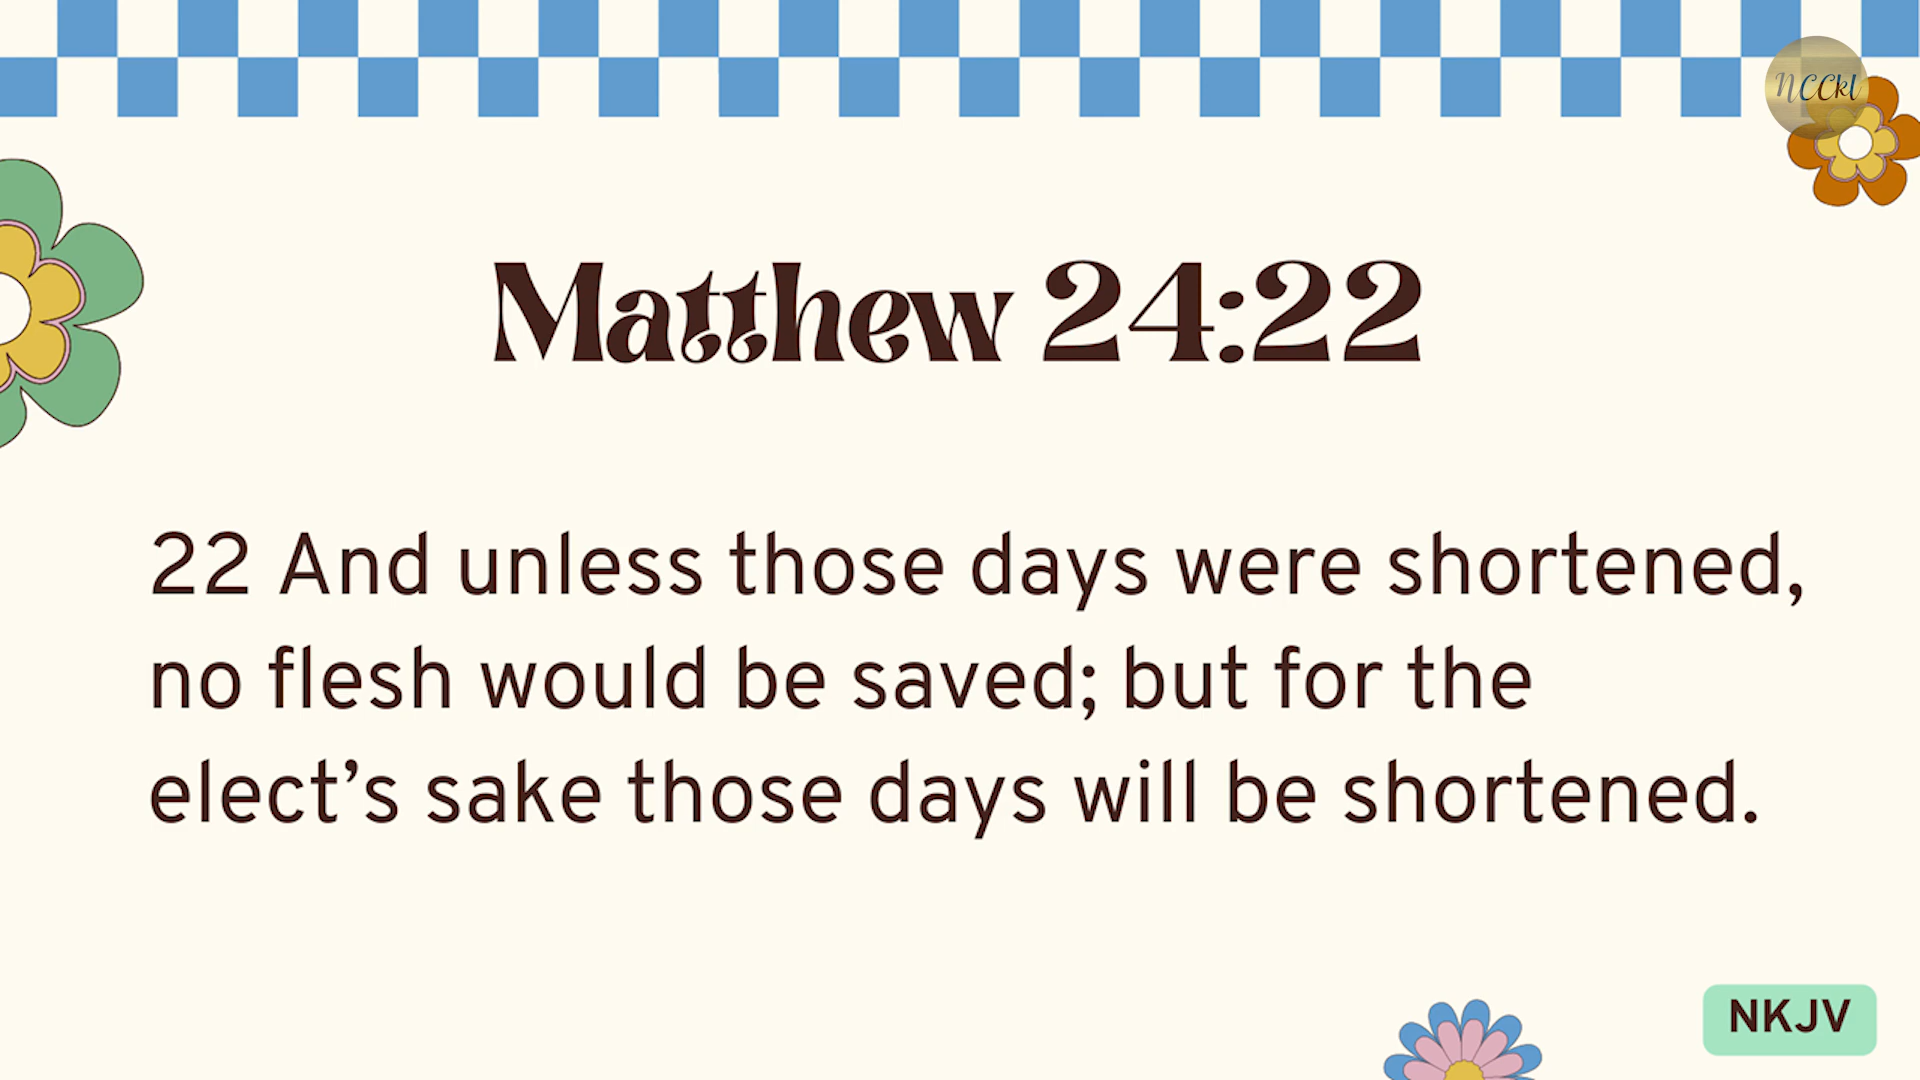 NCCkl
Matthew 24:22
22 And unless those days were shortened,
no flesh would be saved; but for the
elect’s sake those days will be shortened.
NKJV